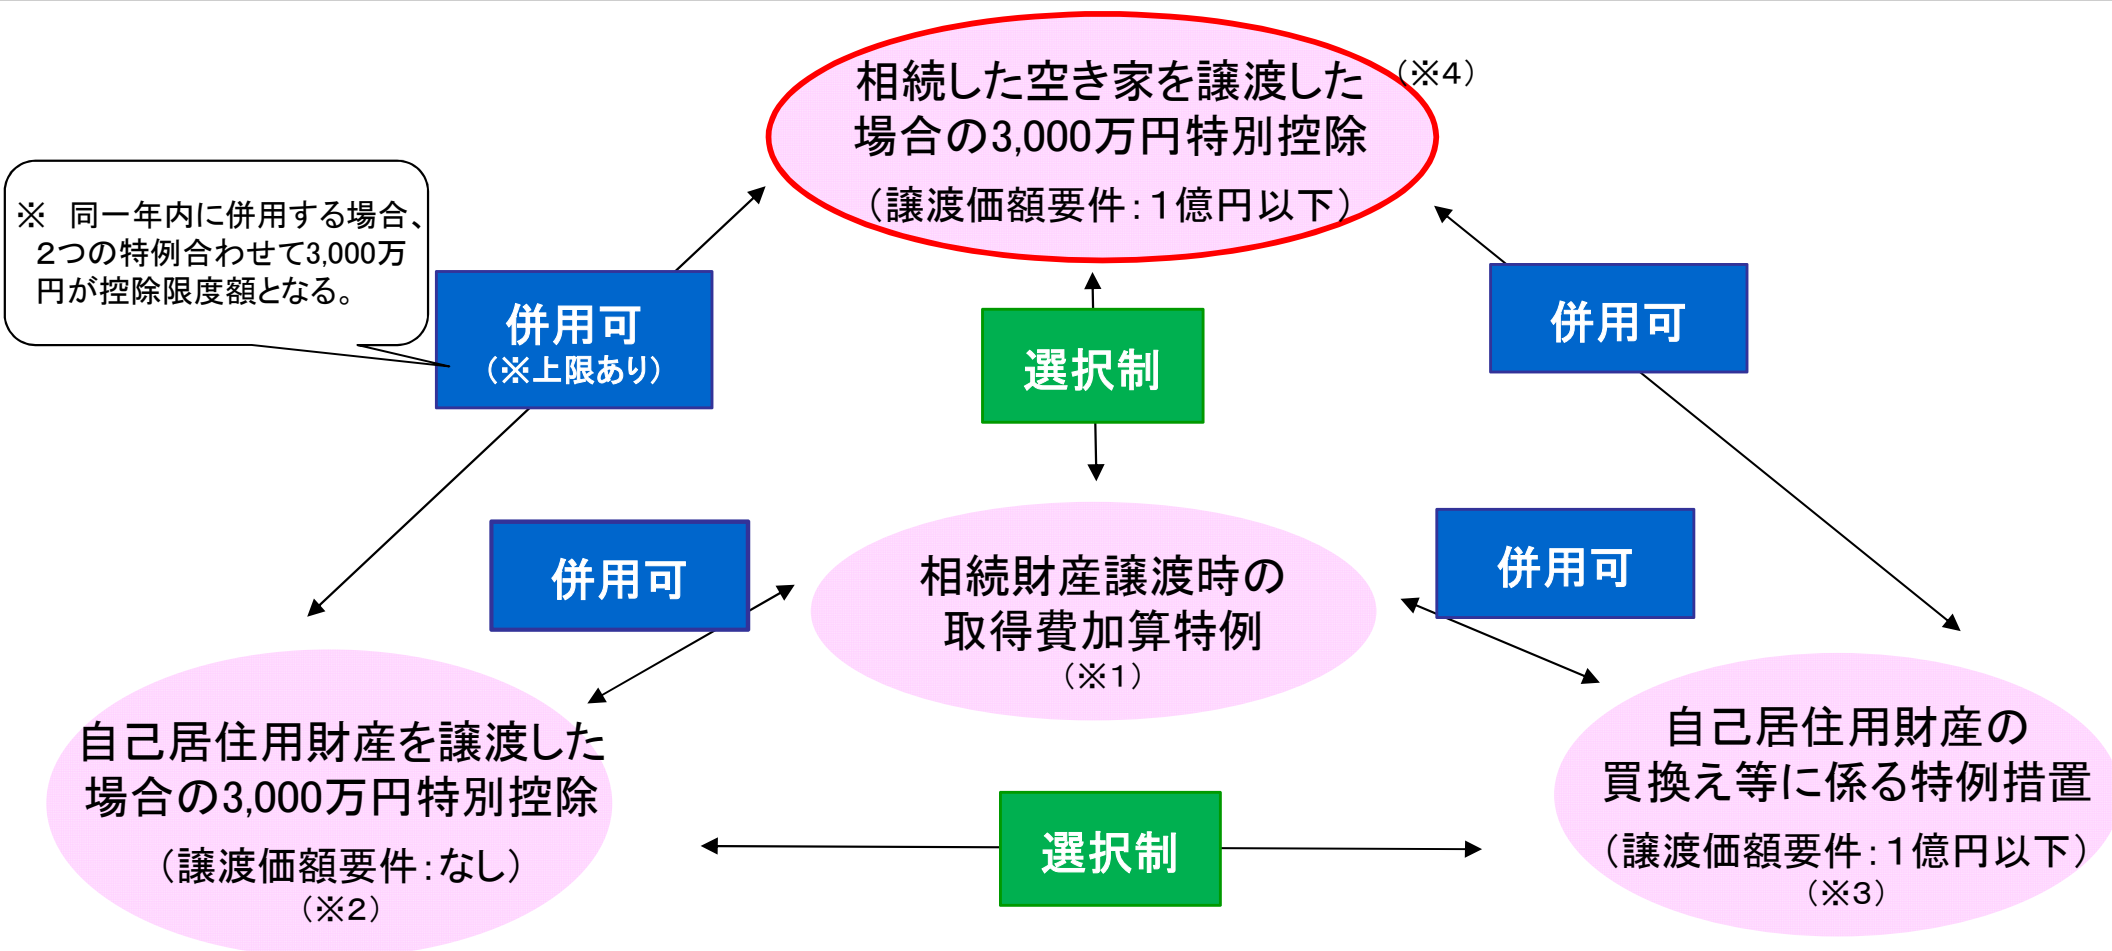 相続した空き家を譲渡した
場合の3,000万円特別控除
（譲渡価額要件：１億円以下）
（※４）
※　同一年内に併用する場合、
２つの特例合わせて3,000万
円が控除限度額となる。
併用可
（※上限あり）
選択制
併用可
併用可
相続財産譲渡時の
取得費加算特例
（※１）
併用可
自己居住用財産を譲渡した
場合の3,000万円特別控除
（譲渡価額要件：なし）
（※２）
選択制
自己居住用財産の
買換え等に係る特例措置
（譲渡価額要件：１億円以下）
（※３）